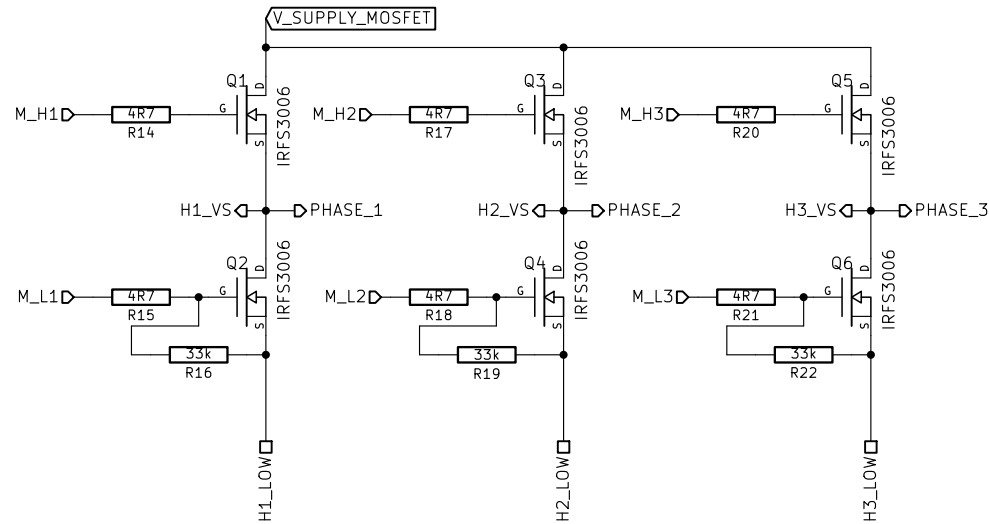 V_SUPPLY_MOSFET
Q1
D
M_H1
4R7
R14
G
S
IRFS3006
Q3
D
M_H2
4R7
R17
G
S
IRFS3006
Q5
D
M_H3
4R7
R20
G
S
IRFS3006
H1_VS
PHASE_1
H2_VS
PHASE_2
H3_VS
PHASE_3
Q2
D
M_L1
4R7
R15
G
S
IRFS3006
33k
R16
Q4
D
M_L2
4R7
R18
G
S
IRFS3006
33k
R19
Q6
D
M_L3
4R7
R21
G
S
IRFS3006
33k
R22
H1_LOW
H2_LOW
H3_LOW